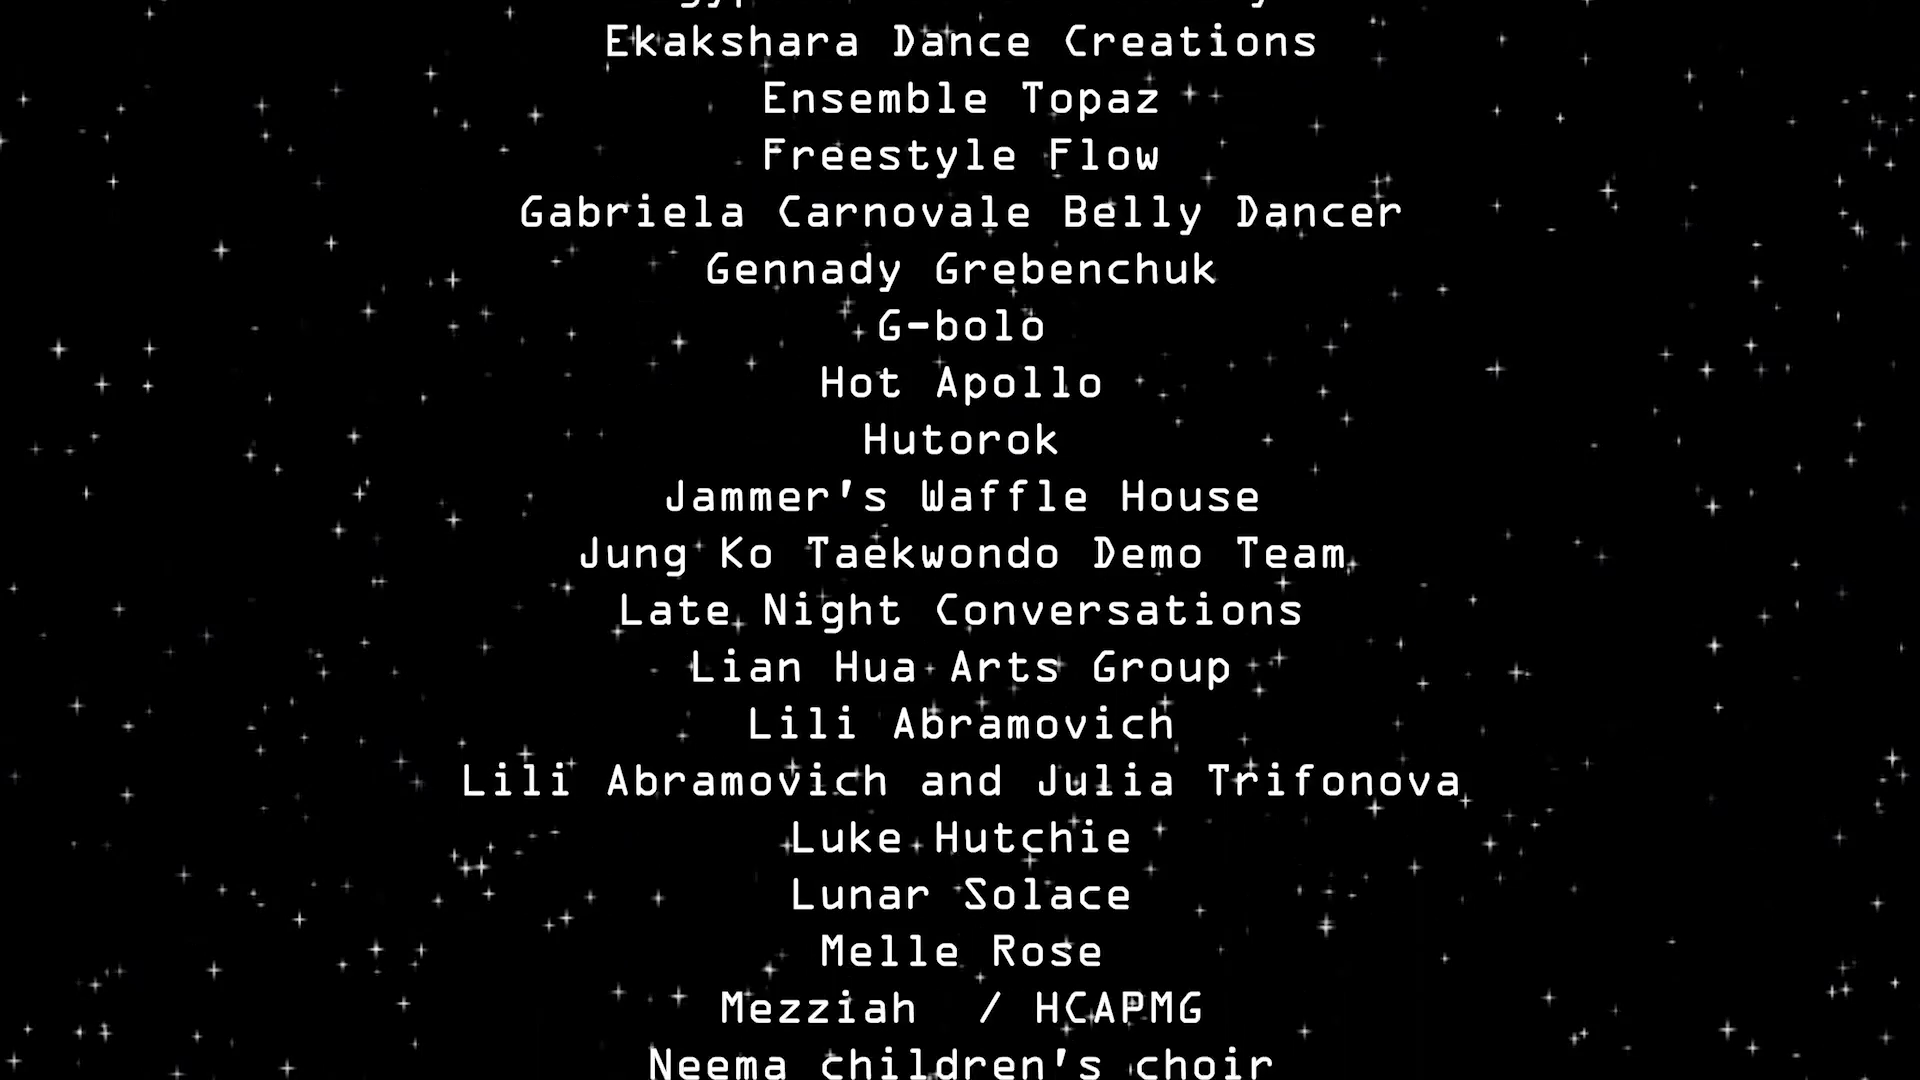 Ekakshara Dance Creations
Ensemble Topaz
Freestyle Flow
Gabriela Carnovale Belly Dancer
Gennady Grebenchuk
G-bolo
Hot Apollo
Hutorok
Jammer's Waffle House
Jung Ko Taekwondo Demo Team
Late Night Conversations
Lian Hua Arts Group
Lili Abramovich
Lili Abramovich and Julia Trifonova
Luke Hutchie
Lunar Solace
Melle Rose
Mezziah  / HCAPMG
Neema children's choir